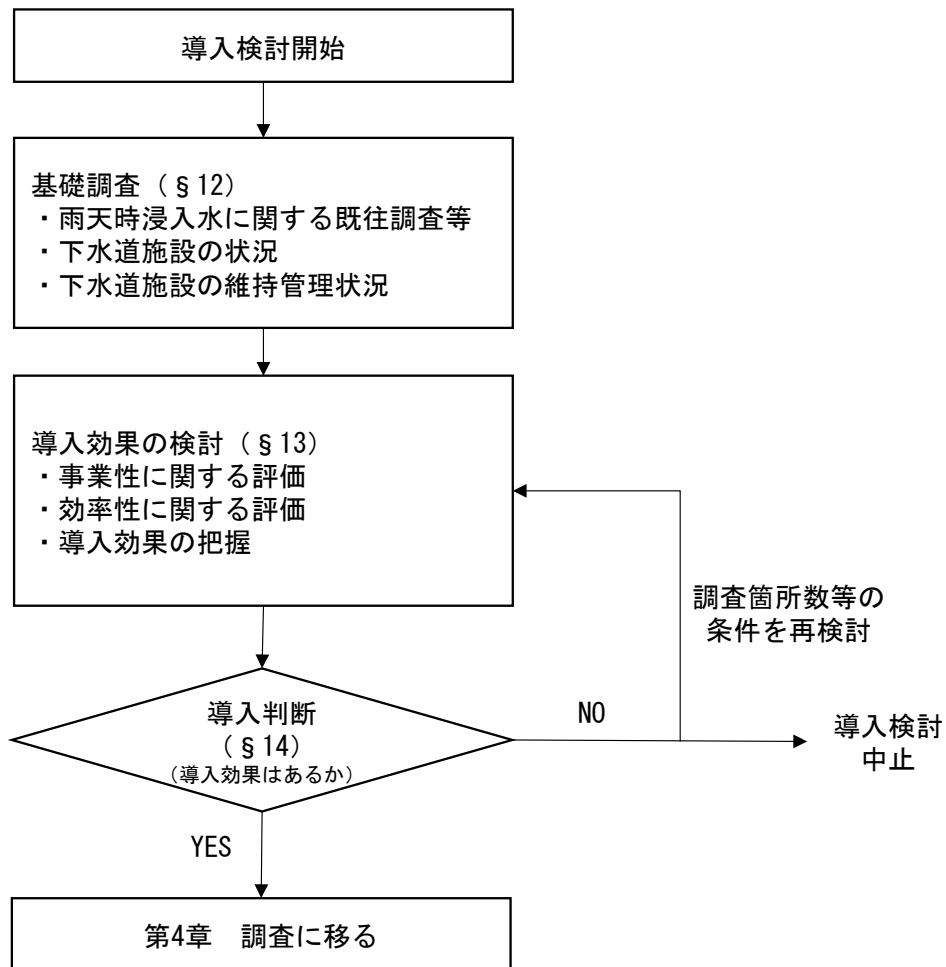 導入検討開始
基礎調査（§12）
・雨天時浸入水に関する既往調査等
・下水道施設の状況
・下水道施設の維持管理状況
導入効果の検討（§13）
・事業性に関する評価
・効率性に関する評価
・導入効果の把握
調査箇所数等の
条件を再検討
導入判断
（§14）
（導入効果はあるか）
NO
導入検討
中止
YES
第4章　調査に移る